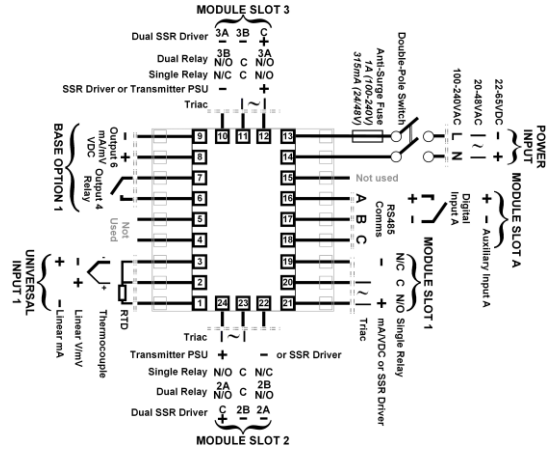 MODULE SLOT 3
Dual SSR Driver 3A 3B C
− − +
Dual Relay 3B N/O C 3A N/O
Single Relay N/C C N/O
SSR Driver or Transmitter PSU − +
Triac | ~ |
9 10 11 12 13
8 14
7 15
6 16
5 17
4 18
3 19
2 20
1 24 23 22 21
BASE OPTION 1
Output 6
mA/mV
VDC
− +
Output 4
Relay
Not
Used
UNIVERSAL
INPUT 1
+ − Linear mA
− + Linear V/mV
Thermocouple
RTD
Anti-Surge Fuse
1A (100-240V)
315mA (24/48V)
Double-Pole Switch
L N
100-240VAC
| ~ | 20-48VAC
− + 22-65VDC
POWER
INPUT
Not used
A B C
RS485
Comms
+ − Digital
Input A
+ − Auxiliary Input A
MODULE SLOT A
MODULE SLOT 1
N/C C N/O Single Relay
− + mA/VDC or SSR Driver
| ~ | Triac
Triac | ~ |
Transmitter PSU + − or SSR Driver
Single Relay N/O C N/C
Dual Relay 2A N/O C 2B N/O
Dual SSR Driver C 2B 2A
+ − −
MODULE SLOT 2